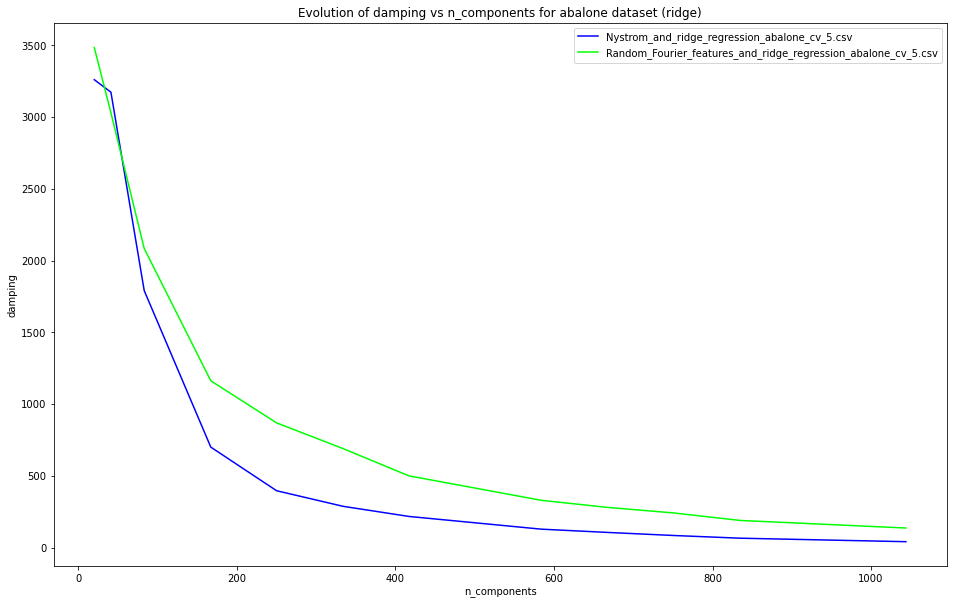 Evolution of damping vs n_components for abalone dataset (ridge)
Nystrom_and_ridge_regression_abalone_cv_5.csv
Random_Fourier_features_and_ridge_regression_abalone_cv_5.csv
damping
3500
3000
2500
2000
1500
1000
500
0
0 200 400 600 800 1000
n_components